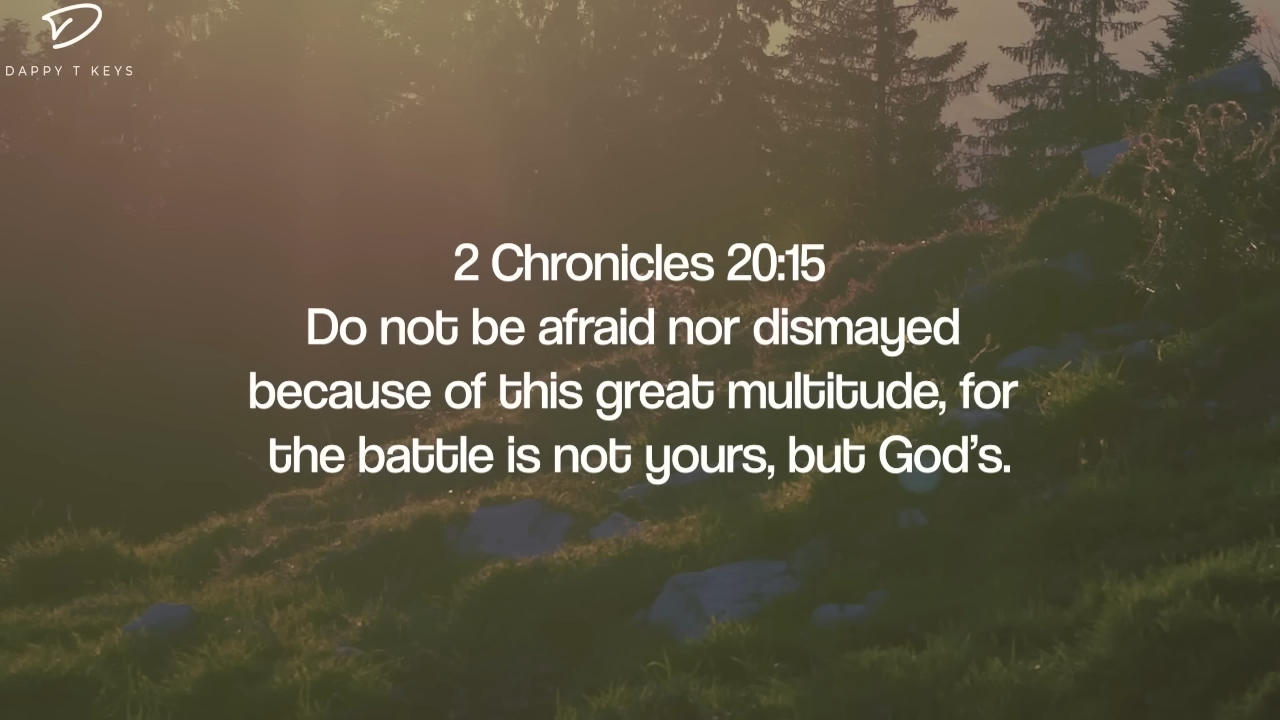 DAPPY T KEYS
2 Chronicles 20:15
Do not be afraid nor dismayed
because of this great multitude, for
the battle is not yours, but God’s.